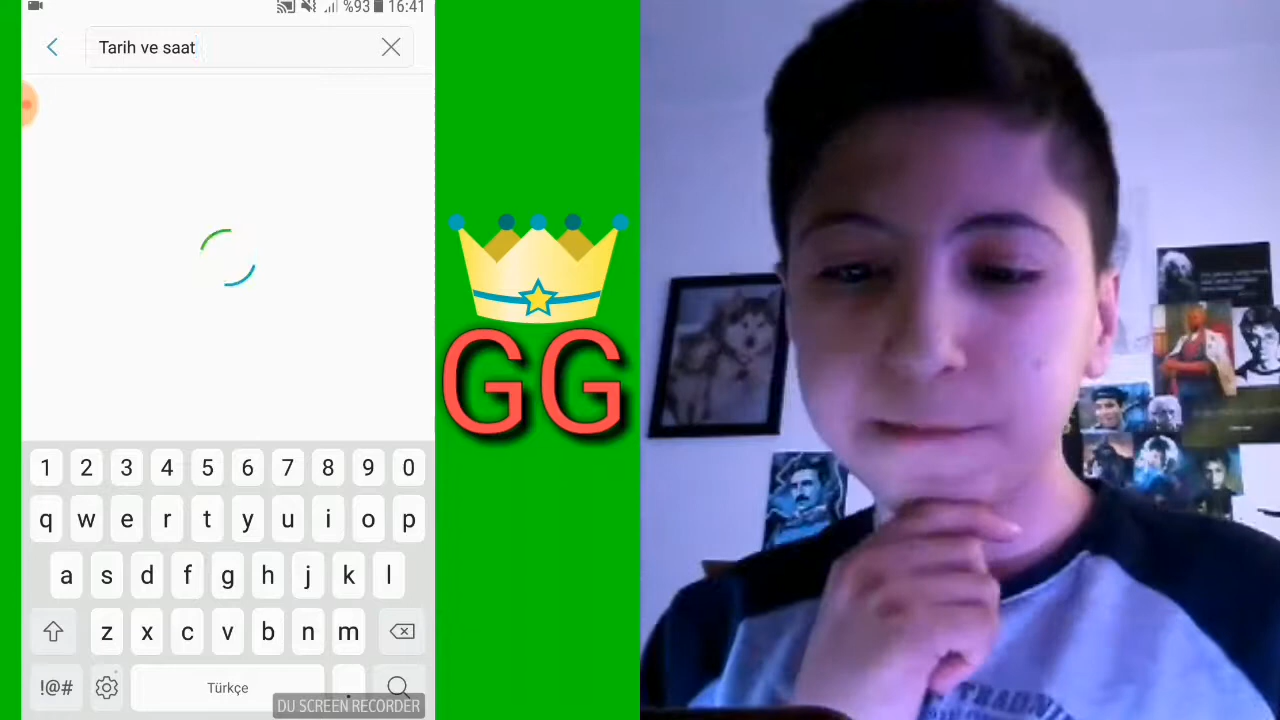 %93 16:41
Tarih ve saat
GG
1 2 3 4 5 6 7 8 9 0
q w e r t y u i o p
a s d f g h j k l
z x c v b n m
!@# Türkçe .
DU SCREEN RECORDER